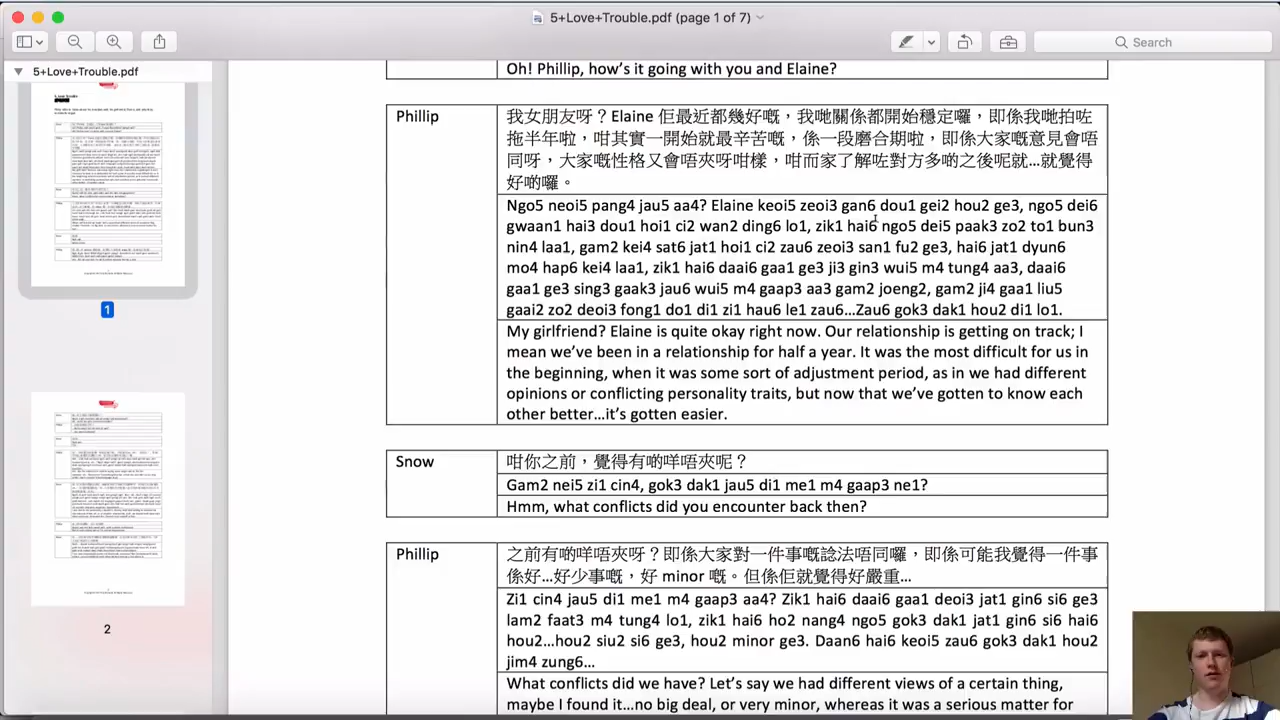 5+Love+Trouble.pdf (page 1 of 7)
Search
5+Love+Trouble.pdf
1
2
Oh! Phillip, how's it going with you and Elaine?
Phillip
我女朋友呀？Elaine 佢最近都幾好嘅，我哋關係都開始穩定囉，即係我哋拍咗
拖半年啦，咁其實一開始就最辛苦嘅，有一段磨合期啦，即係大家嘅意見會唔
同呀，大家嘅性格又會唔夾呀咁樣，咁而家了解咗對方多啲之後呢就…就覺得
好啲囉。
Ngo5 neoi5 pang4 jau5 aa4? Elaine keoi5 zeoi3 gan6 dou1 gei2 hou2 ge3, ngo5 dei6
gwaan1 hai3 dou1 hoi1 ci2 wan2 ding6 lo1, zik1 hai6 ngo5 dei6 paak3 zo2 to1 bun3
nin4 laa1, gam2 kei4 sat6 jat1 hoi1 ci2 zau6 zeoi3 san1 fu2 ge3, jau5 jat1 dyun6
mo4 hap6 kei4 laa1, zik1 hai6 daai6 gaa1 ge3 ji3 gin3 wui5 m4 tung4 aa3, daai6
gaa1 ge3 sing3 gaak3 jau6 wui5 m4 gaap3 aa3 gam2 joeng2, gam2 ji4 gaa1 liu5
gaai2 zo2 deoi3 fong1 do1 di1 zi1 hau6 le1 zau6…Zau6 gok3 dak1 hou2 di1 lo1.
My girlfriend? Elaine is quite okay right now. Our relationship is getting on track; I
mean we've been in a relationship for half a year. It was the most difficult for us in
the beginning, when it was some sort of adjustment period, as in we had different
opinions or conflicting personality traits, but now that we've gotten to know each
other better…it's gotten easier.
Snow
咁你之前，覺得有啲咩唔夾呢？
Gam2 nei5 zi1 cin4, gok3 dak1 jau5 di1 me1 m4 gaap3 ne1?
So what conflicts did you encounter back then?
Phillip
之前有啲咩唔夾呀？即係大家對一件事嘅諗法唔同囉，即係可能我覺得一件事
係好…好少事嘅，好 minor 嘅。但係佢就覺得好嚴重…
Zi1 cin4 jau5 di1 me1 m4 gaap3 aa4? Zik1 hai6 daai6 gaa1 deoi3 jat1 gin6 si6 ge3
lam2 faat3 m4 tung4 lo1, zik1 hai6 ho2 nang4 ngo5 gok3 dak1 jat1 gin6 si6 hai6
hou2…hou2 siu2 si6 ge3, hou2 minor ge3. Daan6 hai6 keoi5 zau6 gok3 dak1 hou2
jim4 zung6…
What conflicts did we have? Let's say we had different views of a certain thing,
maybe I found it…no big deal, or very minor, whereas it was a serious matter for